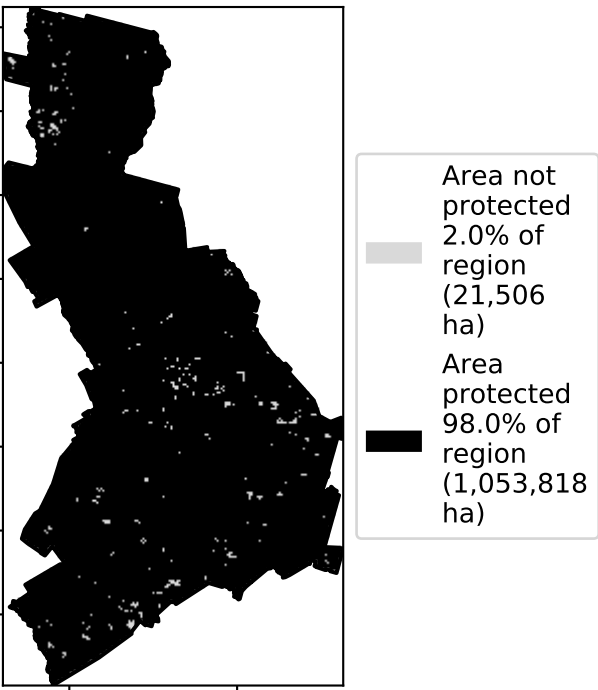 Area not
protected
2.0% of
region
(21,506
ha)
Area
protected
98.0% of
region
(1,053,818
ha)